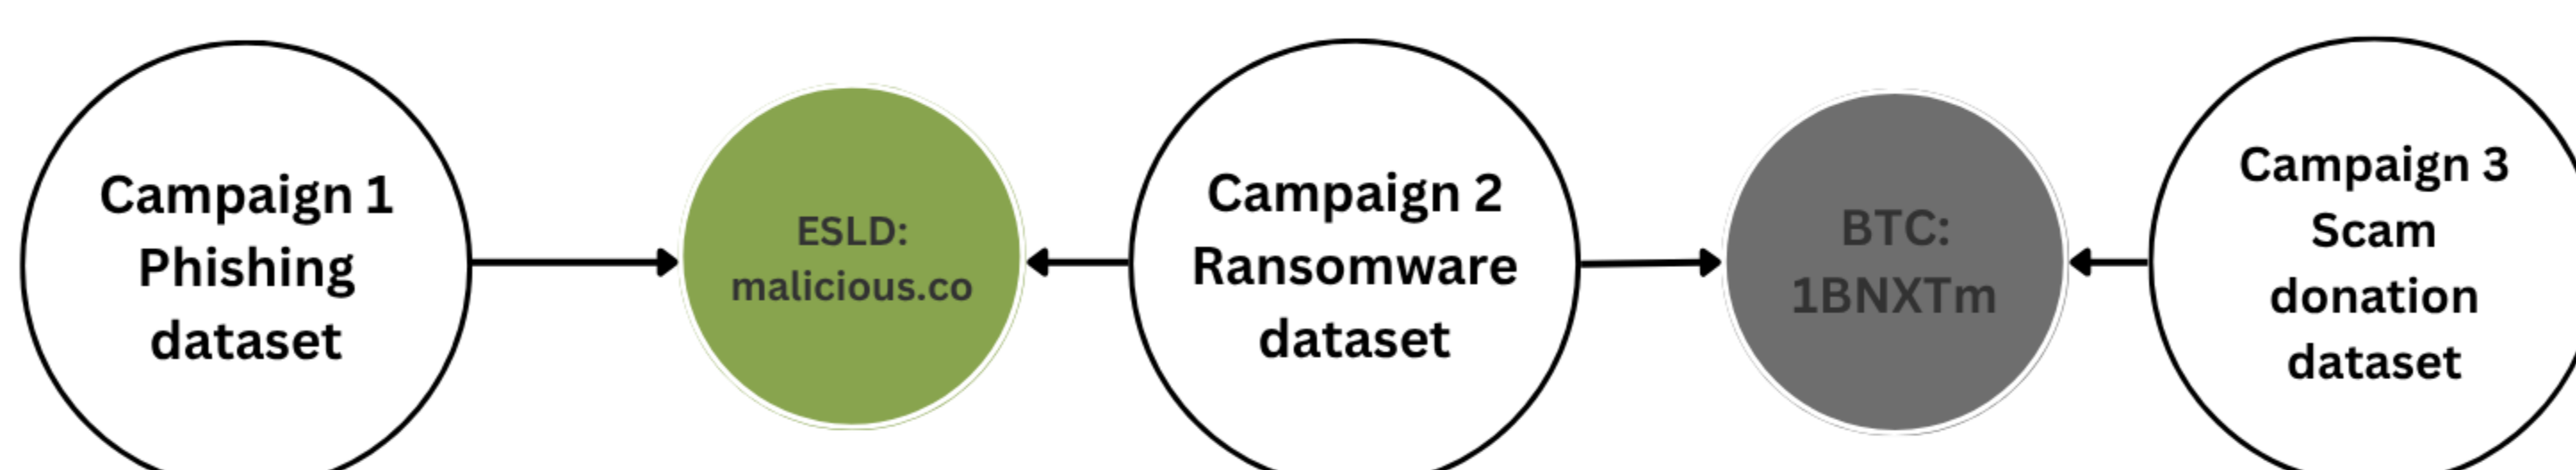 Campaign 1
Phishing
dataset
ESLD:
malicious.co
Campaign 2
Ransomware
dataset
BTC:
1BNXTm
Campaign 3
Scam
donation
dataset